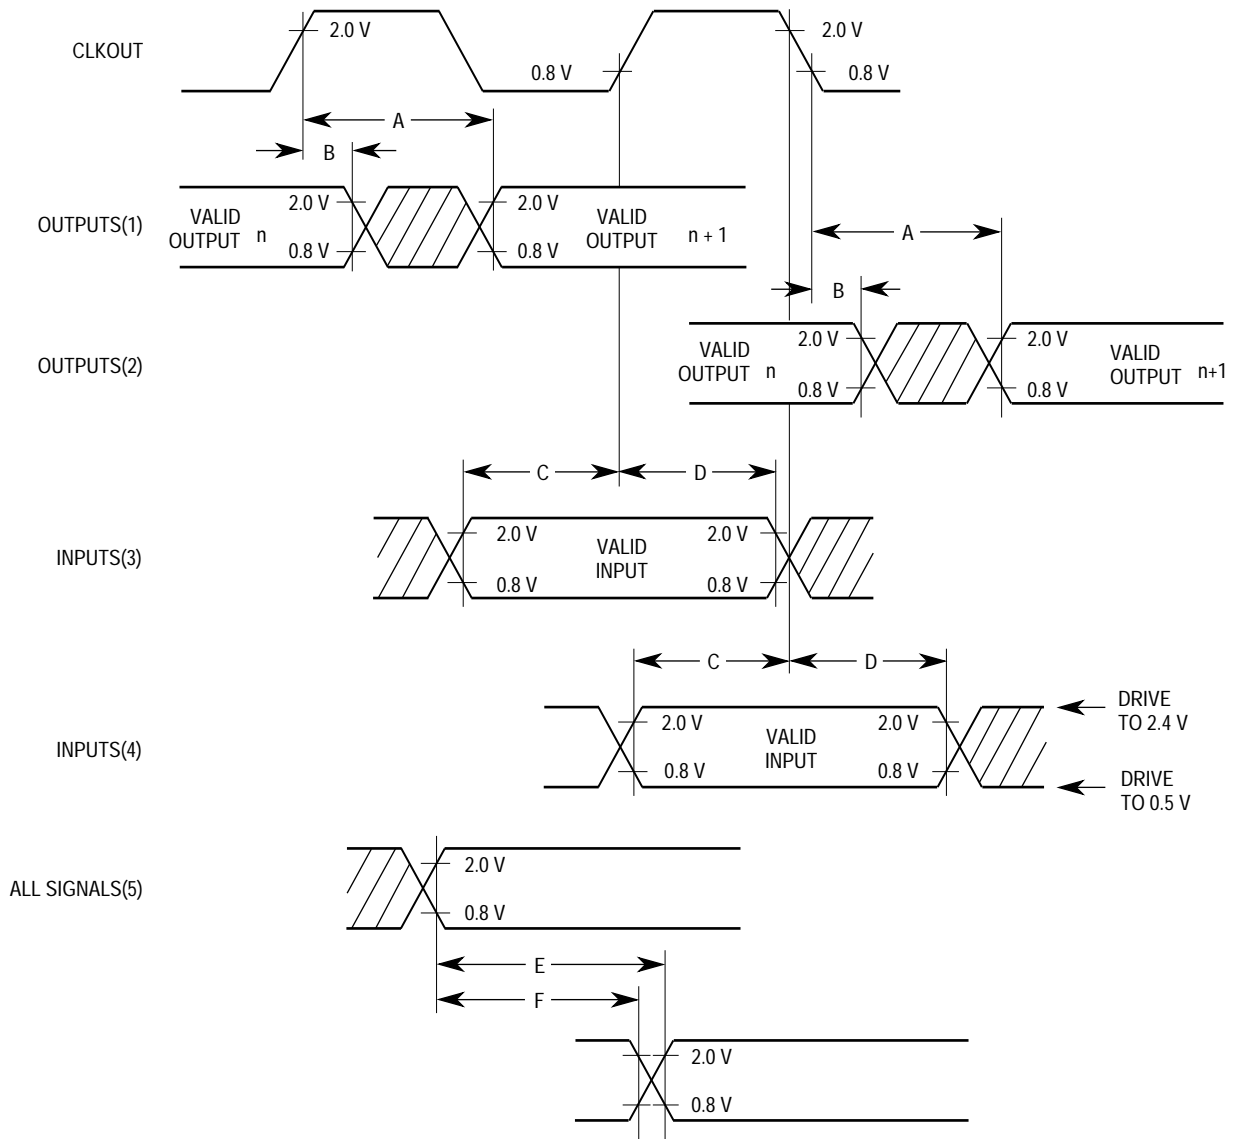 2.0 V
2.0 V
CLKOUT
0.8 V
0.8 V
A
B
2.0 V
2.0 V
VALID
OUTPUT n
VALID
OUTPUT n + 1
OUTPUTS(1)
0.8 V
0.8 V
A
B
2.0 V
2.0 V
VALID
OUTPUT n
VALID
OUTPUT n+1
OUTPUTS(2)
0.8 V
0.8 V
C
D
2.0 V
VALID
INPUT
2.0 V
INPUTS(3)
0.8 V
0.8 V
C
D
DRIVE
TO 2.4 V
2.0 V
VALID
INPUT
2.0 V
INPUTS(4)
0.8 V
0.8 V
DRIVE
TO 0.5 V
2.0 V
ALL SIGNALS(5)
0.8 V
E
F
2.0 V
0.8 V